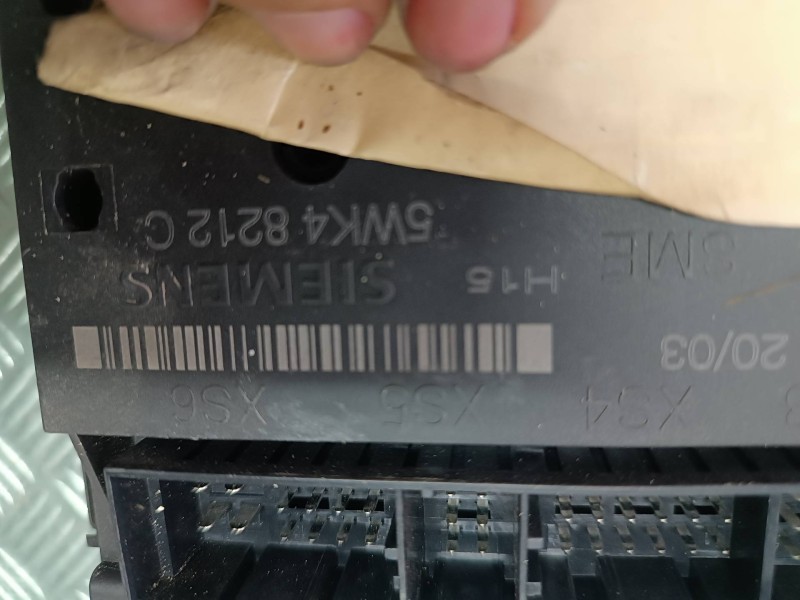 XS4 XS5 XS6
20/03
SME H15 SIEMENS
5WK4 8212 C